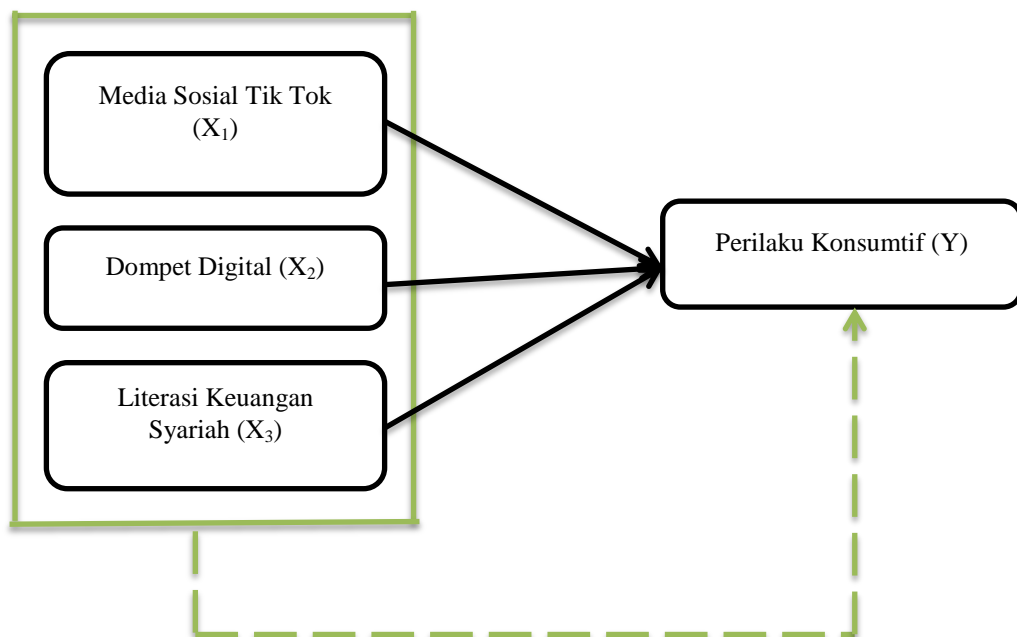 Media Sosial Tik Tok
(X₁)
Dompet Digital (X₂)
Literasi Keuangan
Syariah (X₃)
Perilaku Konsumtif (Y)